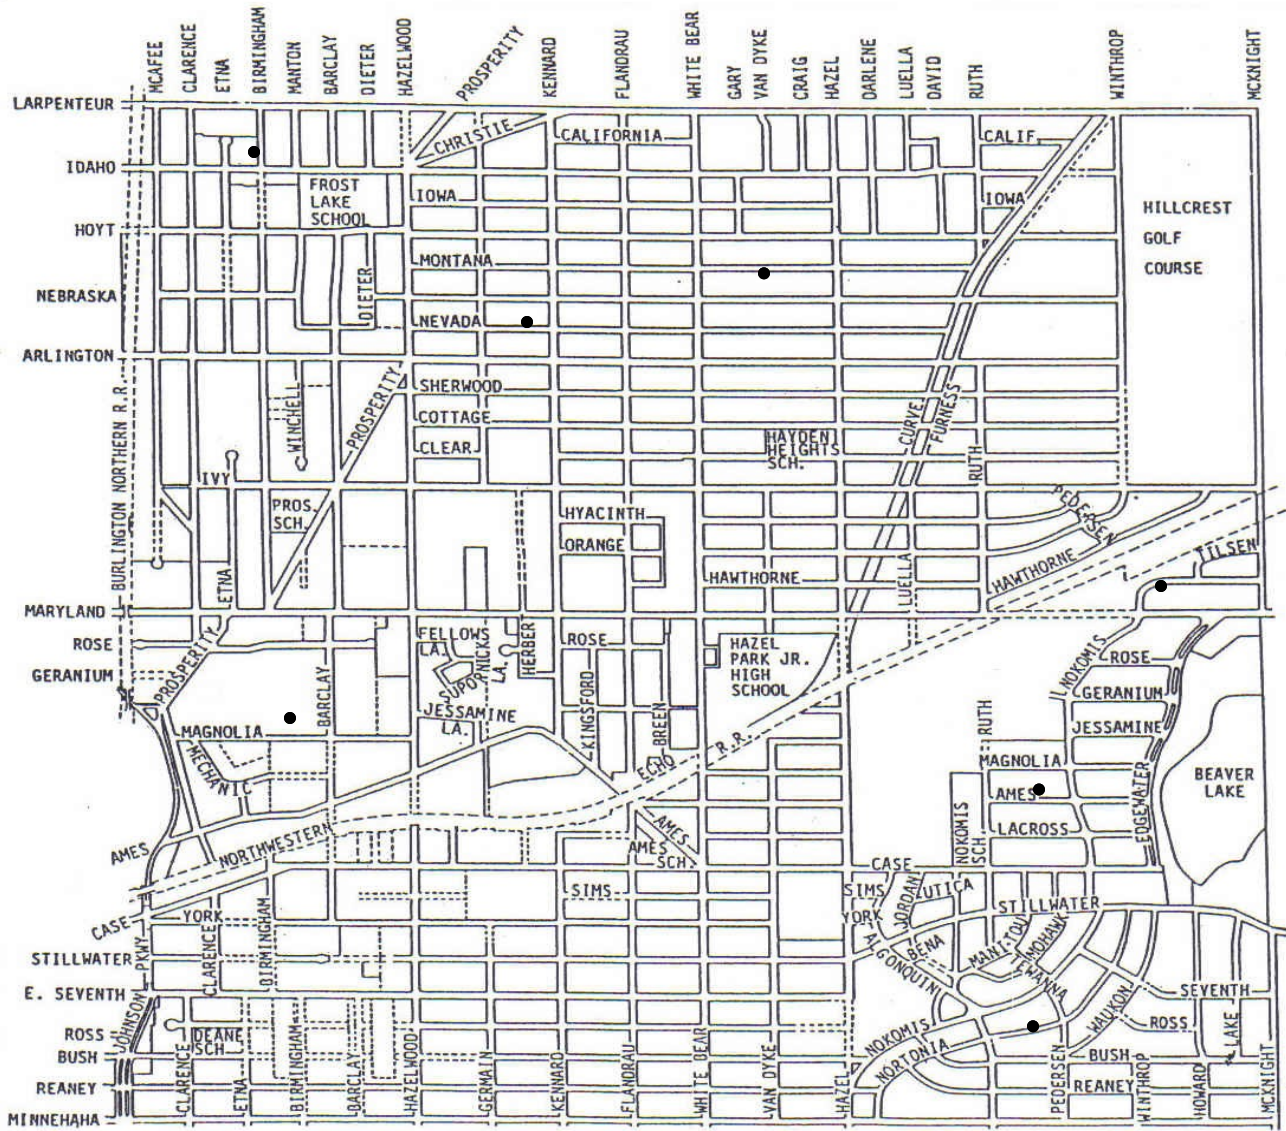 MCAFEE
CLARENCE
ETNA
BIRMINGHAM
MANTON
BARCLAY
DIETER
HAZELWOOD
PROSPERITY
KENNARD
FLANDRAU
WHITE BEAR
GARY
VAN DYKE
CRAIG
HAZEL
DARLENE
LUELLA
DAVID
RUTH
WINTHROP
MCKNIGHT
LARPENTEUR
CHRISTIE
CALIFORNIA
CALIF.
IDAHO
FROST
LAKE
SCHOOL
IOWA
IOWA
HILLCREST
GOLF
COURSE
HOYT
MONTANA
DIETER
NEBRASKA
NEVADA
ARLINGTON
BURLINGTON NORTHERN R.R.
WINCHELL
PROSPERITY
SHERWOOD
COTTAGE
CLEAR
HAYDEN
HEIGHTS
SCH.
CURVE
FURNESS
RUTH
IVY
PROS.
SCH.
HYACINTH
ORANGE
PEDERSEN
HAWTHORNE
HAWTHORNE
TILSEN
LUELLA
ETNA
MARYLAND
ROSE
PROSPERITY
FELLOWS
LA.
SUPORNICK
LA.
HERBERT
ROSE
HAZEL
PARK JR.
HIGH
SCHOOL
NOKOMIS
ROSE
GERANIUM
BARCLAY
GERANIUM
JESSAMINE
LA.
KINGSFORD
BREEN
RUTH
JESSAMINE
MAGNOLIA
MECHANIC
ECHO
R.R.
MAGNOLIA
AMES
LACROSS
NOKOMIS
SCH
EDGEWATER
BEAVER
LAKE
AMES
NORTHWESTERN
AMES
AMES
SCH
CASE
CASE
YORK
SIMS
SIMS
YORK
JORDAN
UTICA
STILLWATER
BIRMINGHAM
CLARENCE
PKWY
ALGONQUIN
BENA
MANITOU
MOHAWK
TEWANNA
STILLWATER
E. SEVENTH
WAUKON
SEVENTH
ROSS
JOHNSON
DEANE
SCH
NOKOMIS
NORTONIA
ROSS
LAKE
BUSH
BUSH
REANEY
REANEY
MINNEHAHA
CLARENCE
ETNA
BIRMINGHAM
BARCLAY
HAZELWOOD
GERMAIN
KENNARD
FLANDRAU
WHITE BEAR
VAN DYKE
HAZEL
PEDERSEN
WINTHROP
HOWARD
MCKNIGHT